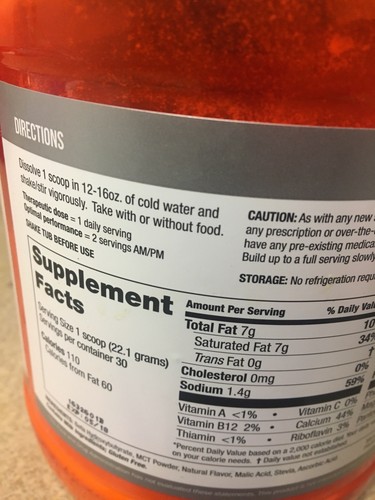 DIRECTIONS
Dissolve 1 scoop in 12-16oz. of cold water and
shake/stir vigorously. Take with or without food.
Therapeutic dose = 1 daily serving
Optimal performance = 2 servings AM/PM
SHAKE TUB BEFORE USE
CAUTION: As with any new
any prescription or over-the-
have any pre-existing medica
Build up to a full serving slowly
STORAGE: No refrigeration requ
Supplement
Facts
Serving Size 1 scoop (22.1 grams)
Servings per container 30
Calories 110
Calories from Fat 60
Amount Per Serving % Daily Valu
Total Fat 7g 10
Saturated Fat 7g 34%
Trans Fat 0g †
Cholesterol 0mg 0%
Sodium 1.4g 59%
Vitamin A <1% • Vitamin C 0%
Vitamin B12 2% • Calcium 44%
Thiamin <1% • Riboflavin 3%
*Percent Daily Value based on a 2,000 calorie diet.
on your calorie needs. † Daily value not established
MCT Powder, Natural Flavor, Malic Acid, Stevia, Ascorbic Acid
Gluten Free.